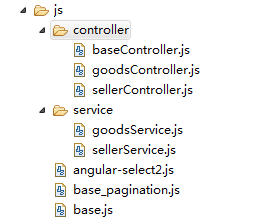 js
controller
baseController.js
goodsController.js
sellerController.js
service
goodsService.js
sellerService.js
angular-select2.js
base_pagination.js
base.js